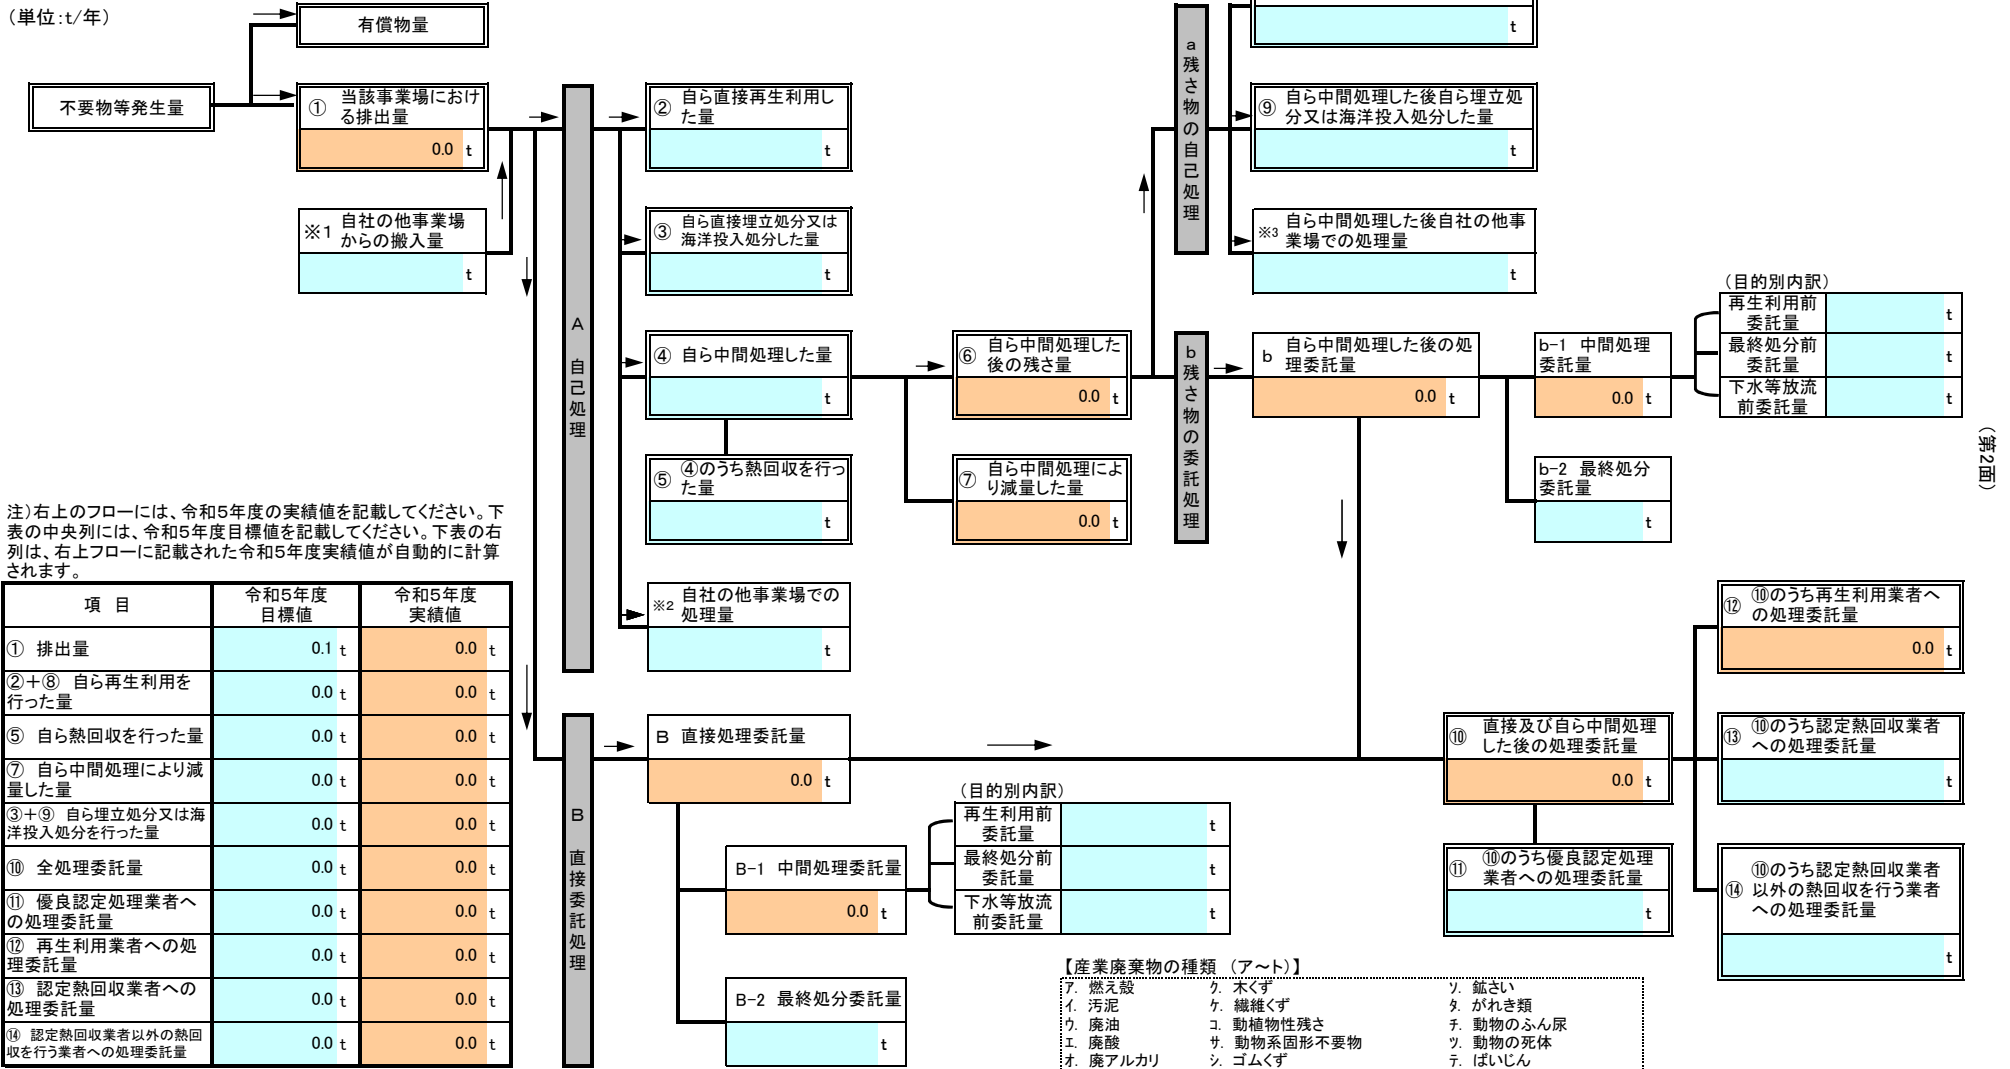 (単位:t/年)
有償物量
不要物等発生量
① 当該事業場におけ
る排出量
0.0 t
※1 自社の他事業場
からの搬入量
t
A 自己処理
② 自ら直接再生利用し
た量
t
③ 自ら直接埋立処分又は
海洋投入処分した量
t
④ 自ら中間処理した量
t
⑤ ④のうち熱回収を行っ
た量
t
※2 自社の他事業場での
処理量
t
⑥ 自ら中間処理した
後の残さ量
0.0 t
⑦ 自ら中間処理によ
り減量した量
0.0 t
a残さ物の自己処理
t
⑨ 自ら中間処理した後自ら埋立処
分又は海洋投入処分した量
t
※3 自ら中間処理した後自社の他事
業場での処理量
t
b残さ物の委託処理
b 自ら中間処理した後の処
理委託量
0.0 t
b-1 中間処理
委託量
0.0 t
b-2 最終処分
委託量
t
(目的別内訳)
再生利用前
委託量
t
最終処分前
委託量
t
下水等放流
前委託量
t
(第2面)
注)右上のフローには、令和5年度の実績値を記載してください。下
表の中央列には、令和5年度目標値を記載してください。下表の右
列は、右上フローに記載された令和5年度実績値が自動的に計算
されます。
項 目 令和5年度 令和5年度
目標値 実績値
① 排出量 0.1 t 0.0 t
②+⑧ 自ら再生利用を
行った量 0.0 t 0.0 t
⑤ 自ら熱回収を行った量 0.0 t 0.0 t
⑦ 自ら中間処理により減
量した量 0.0 t 0.0 t
③+⑨ 自ら埋立処分又は海
洋投入処分を行った量 0.0 t 0.0 t
⑩ 全処理委託量 0.0 t 0.0 t
⑪ 優良認定処理業者へ
の処理委託量 0.0 t 0.0 t
⑫ 再生利用業者への処
理委託量 0.0 t 0.0 t
⑬ 認定熱回収業者への
処理委託量 0.0 t 0.0 t
⑭ 認定熱回収業者以外の熱回
収を行う業者への処理委託量 0.0 t 0.0 t
B 直接委託処理
B 直接処理委託量
0.0 t
B-1 中間処理委託量
0.0 t
B-2 最終処分委託量
t
(目的別内訳)
再生利用前
委託量
t
最終処分前
委託量
t
下水等放流
前委託量
t
⑩ 直接及び自ら中間処理
した後の処理委託量
0.0 t
⑪ ⑩のうち優良認定処理
業者への処理委託量
t
⑫ ⑩のうち再生利用業者へ
の処理委託量
0.0 t
⑬ ⑩のうち認定熱回収業者
への処理委託量
t
⑭ ⑩のうち認定熱回収業者
以外の熱回収を行う業者
への処理委託量
t
【産業廃棄物の種類 (ア~ト)】
ア. 燃え殻 ク. 木くず ソ. 鉱さい
イ. 汚泥 ケ. 繊維くず タ. がれき類
ウ. 廃油 コ. 動植物性残さ チ. 動物のふん尿
エ. 廃酸 サ. 動物系固形不要物 ツ. 動物の死体
オ. 廃アルカリ シ. ゴムくず テ. ばいじん